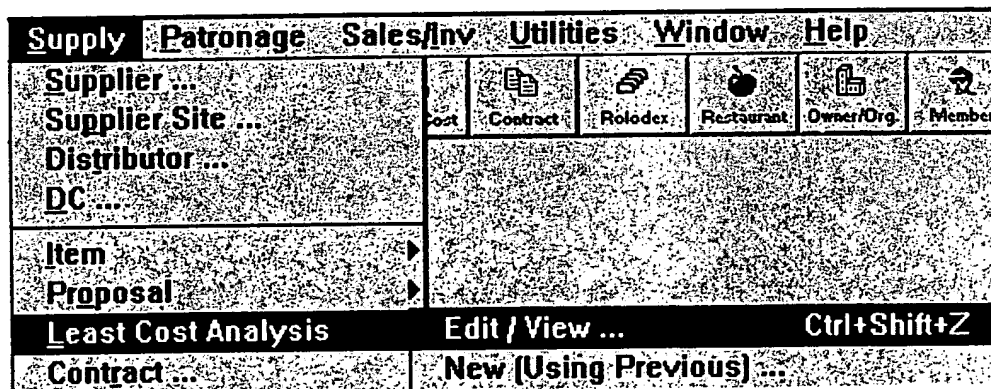 Supply Patronage Sales/Inv Utilities Window Help
Supplier ...
Cost Contract Rolodex Restaurant Owner/Org. Member
Supplier Site ...
Distributor ...
DC ...
Item
Proposal
Least Cost Analysis Edit / View ... Ctrl+Shift+Z
Contract ... New (Using Previous) ...